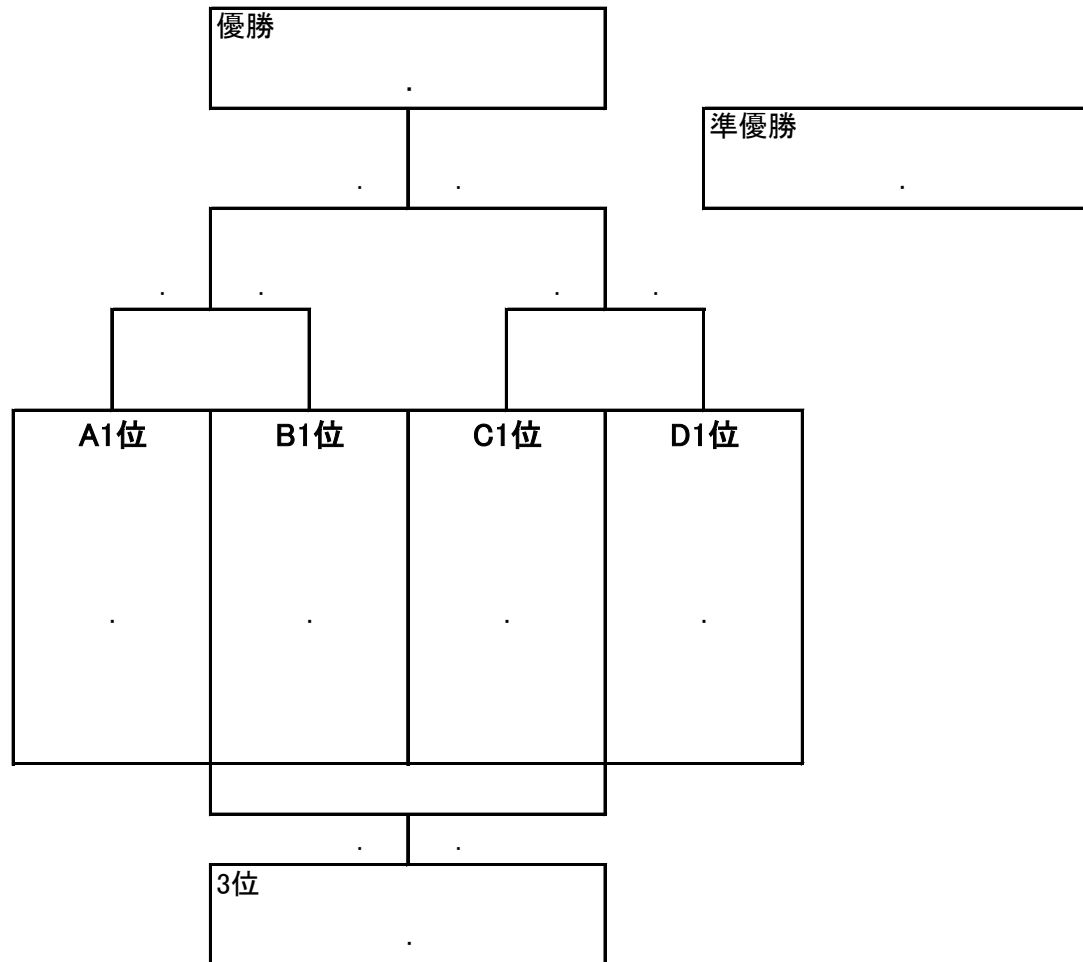 優勝
.
準優勝
.
. .
. . . .
A1位 B1位 C1位 D1位
. . . .
. .
3位
.